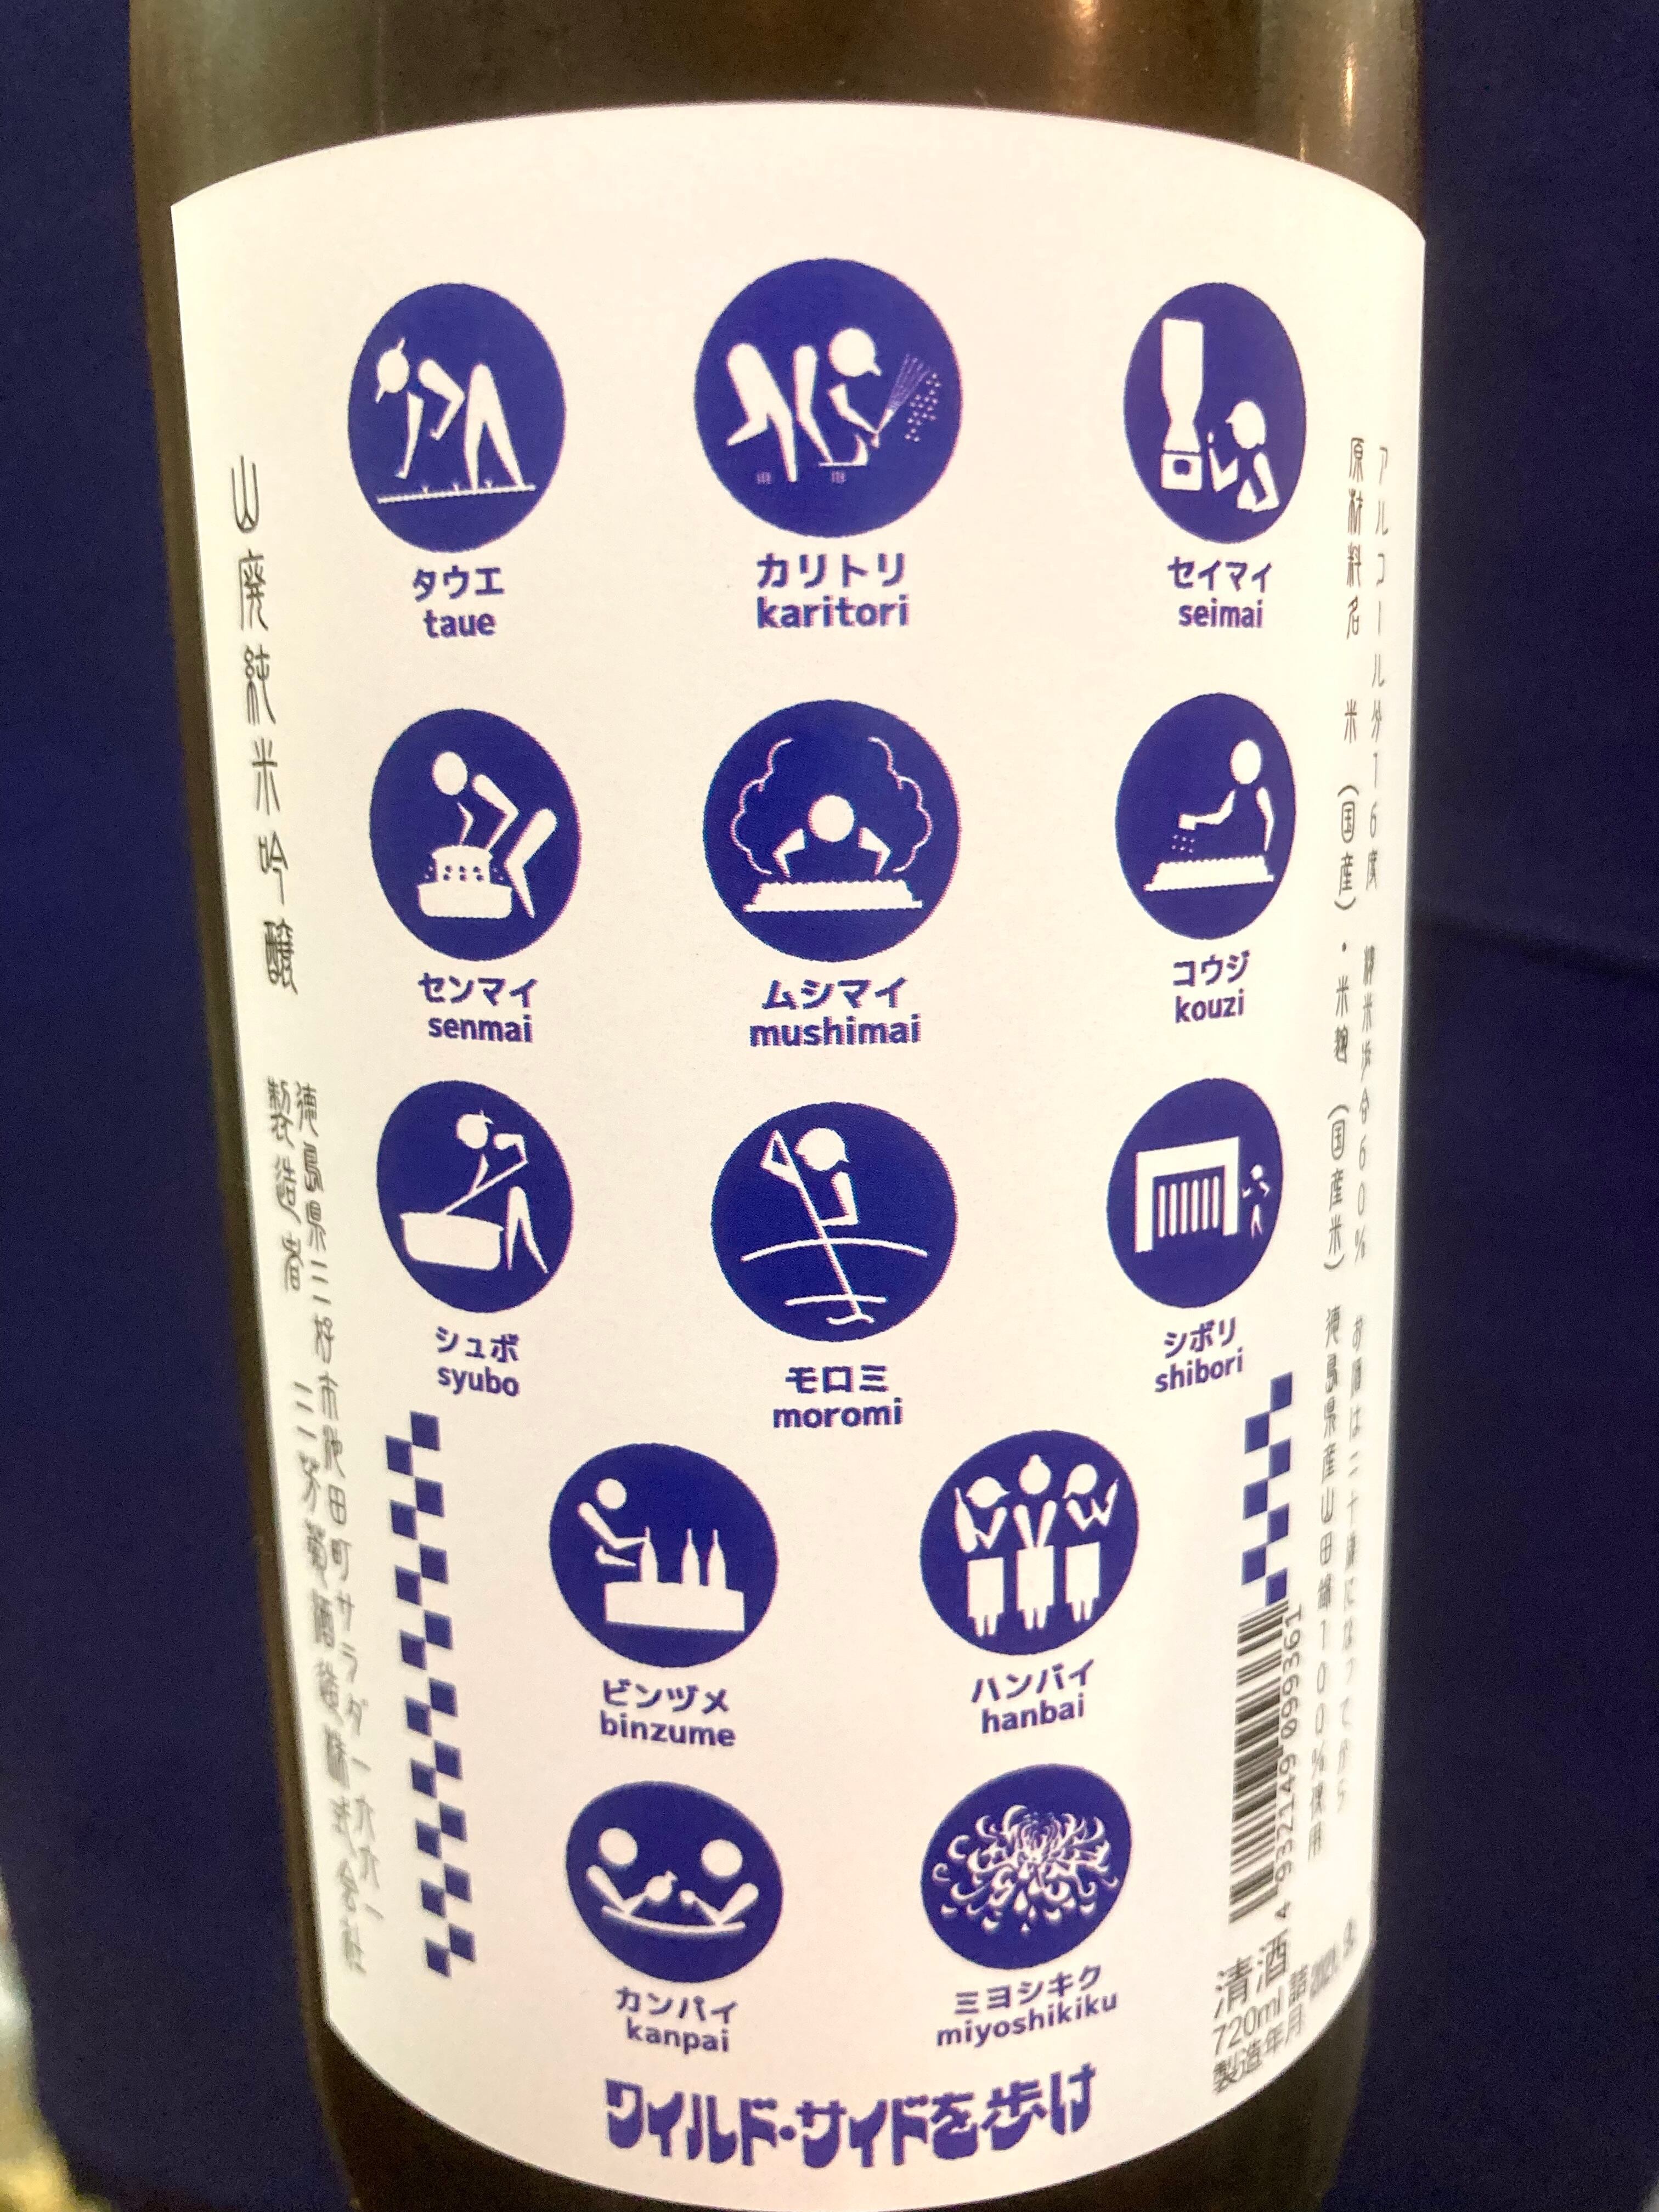 タウエ
taue
カリトリ
karitori
セイマイ
seimai
センマイ
senmai
ムシマイ
mushimai
コウジ
kouzi
シュボ
syubo
モロミ
moromi
シボリ
shibori
ビンヅメ
binzume
ハンバイ
hanbai
カンパイ
kanpai
ミヨシキク
miyoshikiku
ワイルド・サイドを歩け
山廃純米吟醸
徳島県三好市池田町サラダ一六六一
製造者 三芳菊酒造株式会社
アルコール分16度 精米歩合60% お酒は二十歳になってから
原材料名 米(国産)・米麹(国産米) 徳島県産山田錦100%使用
4 932149 099361
清酒
720ml 詰
製造年月